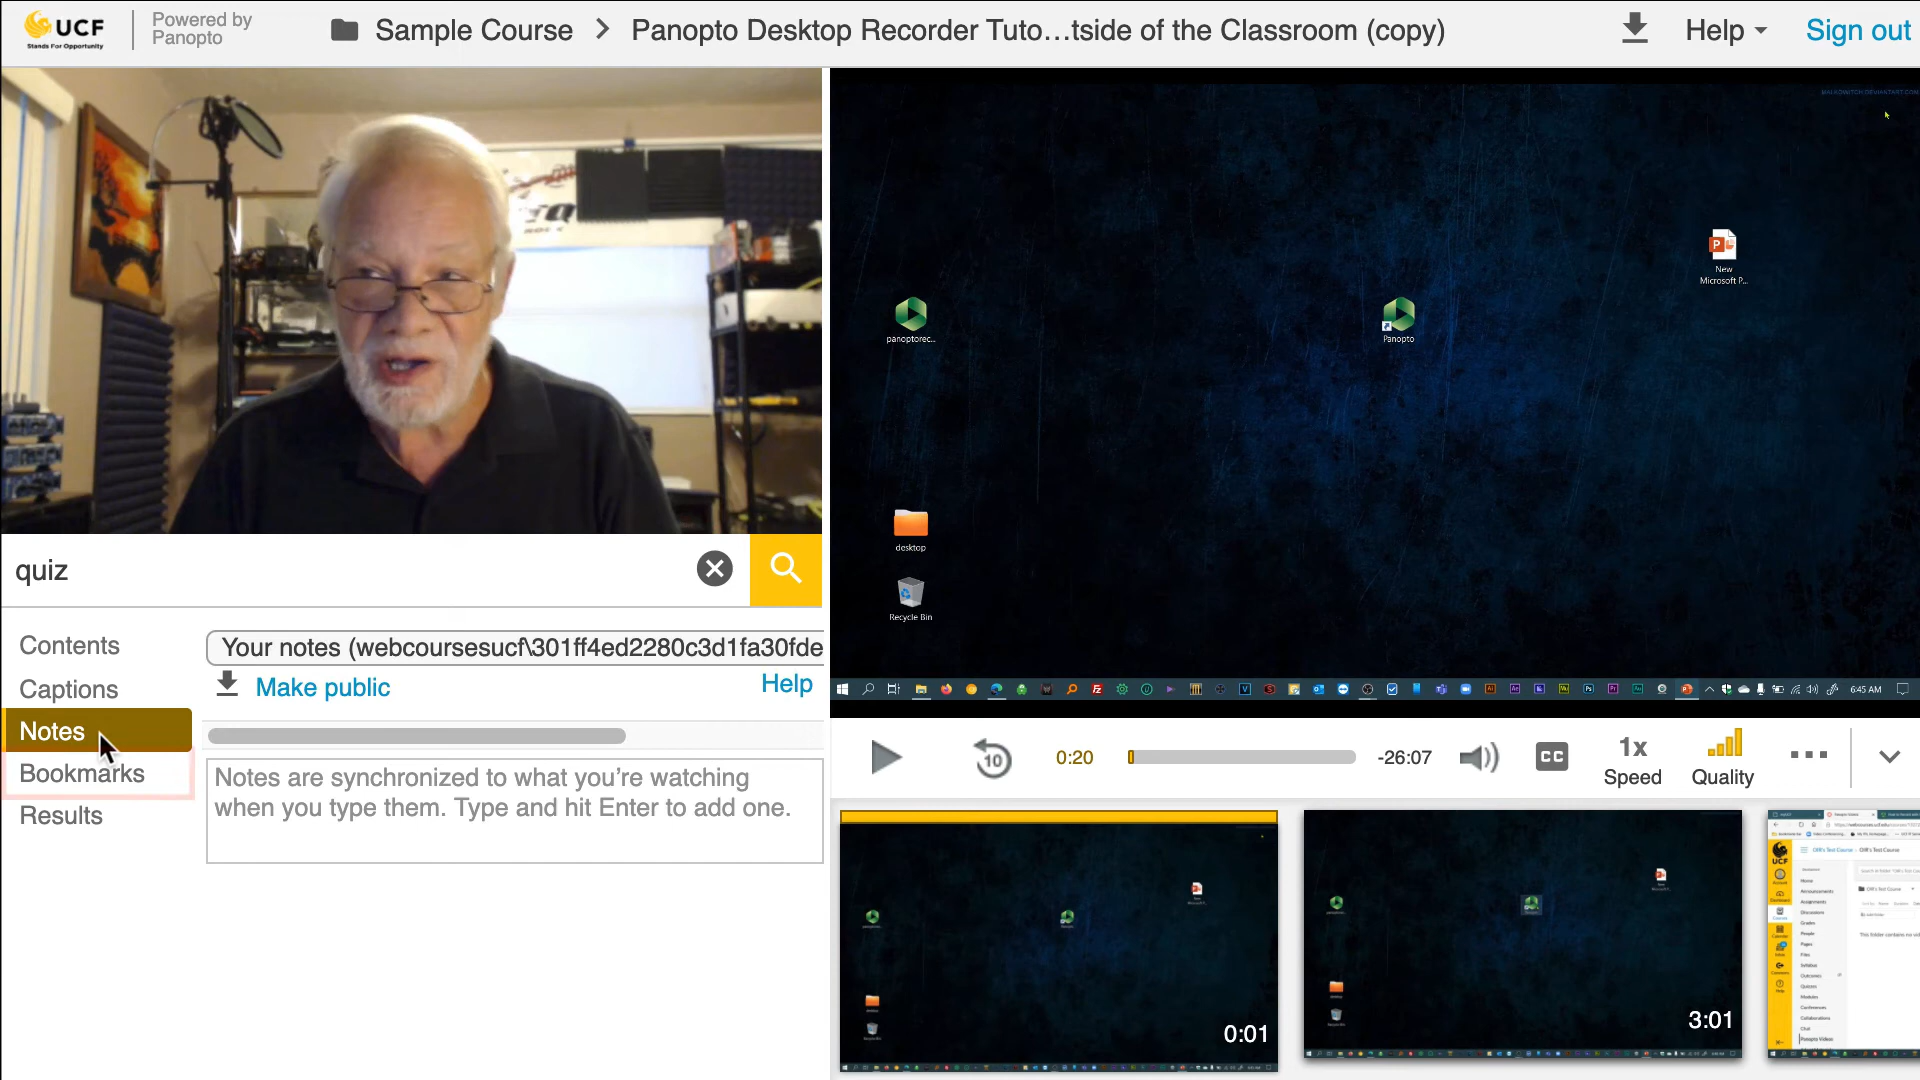 UCF
Stands For Opportunity
Powered by
Panopto
Sample Course
Panopto Desktop Recorder Tuto…tside of the Classroom (copy)
Help
Sign out
New
Microsoft P...
panoptorec...
Panopto
desktop
Recycle Bin
6:45 AM
quiz
Contents
Captions
Notes
Bookmarks
Results
Your notes (webcoursesucf\301ff4ed2280c3d1fa30fde
Make public
Help
Notes are synchronized to what you’re watching
when you type them. Type and hit Enter to add one.
10
0:20
-26:07
CC
1x
Speed
Quality
0:01
3:01
UCF